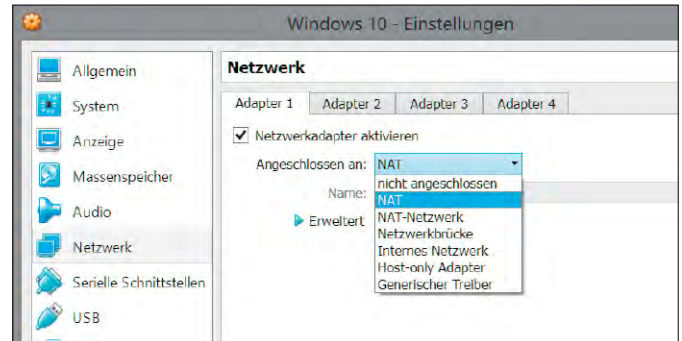 Windows 10 - Einstellungen
Allgemein
System
Anzeige
Massenspeicher
Audio
Netzwerk
Serielle Schnittstellen
USB
Netzwerk
Adapter 1 Adapter 2 Adapter 3 Adapter 4
Netzwerkadapter aktivieren
Angeschlossen an: NAT
Name:
Erweitert
nicht angeschlossen
NAT
NAT-Netzwerk
Netzwerkbrücke
Internes Netzwerk
Host-only Adapter
Generischer Treiber